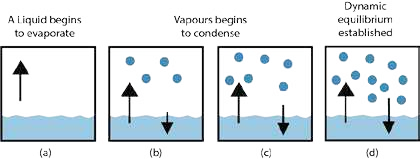 A Liquid begins
to evaporate
Vapours begins
to condense
Dynamic
equilibrium
established
(a)
(b)
(c)
(d)